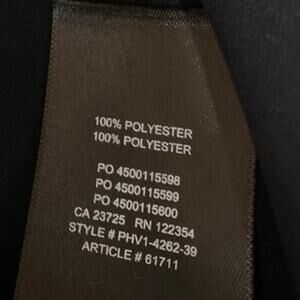 100% POLYESTER
100% POLYESTER
PO 4500115598
PO 4500115599
PO 4500115600
CA 23725 RN 122354
STYLE # PHV1-4262-39
ARTICLE # 61711